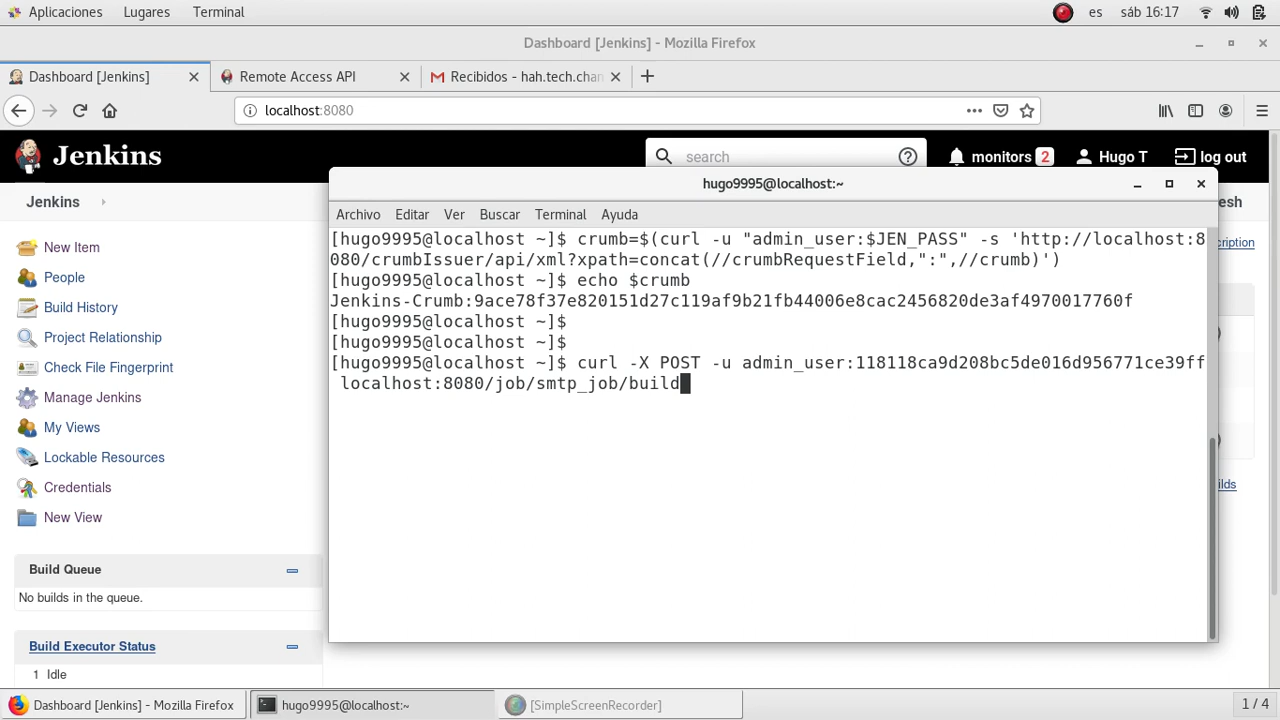 Aplicaciones Lugares Terminal es sáb 16:17
Dashboard [Jenkins] - Mozilla Firefox
Dashboard [Jenkins] Remote Access API Recibidos - hah.tech.chan
localhost:8080
Jenkins search monitors 2 Hugo T log out
hugo9995@localhost:~
Jenkins esh
Archivo Editar Ver Buscar Terminal Ayuda
[hugo9995@localhost ~]$ crumb=$(curl -u "admin_user:$JEN_PASS" -s 'http://localhost:8
080/crumbIssuer/api/xml?xpath=concat(//crumbRequestField,":",//crumb)')
[hugo9995@localhost ~]$ echo $crumb
Jenkins-Crumb:9ace78f37e820151d27c119af9b21fb44006e8cac2456820de3af4970017760f
[hugo9995@localhost ~]$
[hugo9995@localhost ~]$
[hugo9995@localhost ~]$ curl -X POST -u admin_user:118118ca9d208bc5de016d956771ce39ff
localhost:8080/job/smtp_job/build
New Item
People
Build History
Project Relationship
Check File Fingerprint
Manage Jenkins
My Views
Lockable Resources
Credentials
New View
cription
ilds
Build Queue
No builds in the queue.
Build Executor Status
1 Idle
Dashboard [Jenkins] - Mozilla Firefox hugo9995@localhost:~ [SimpleScreenRecorder] 1 / 4